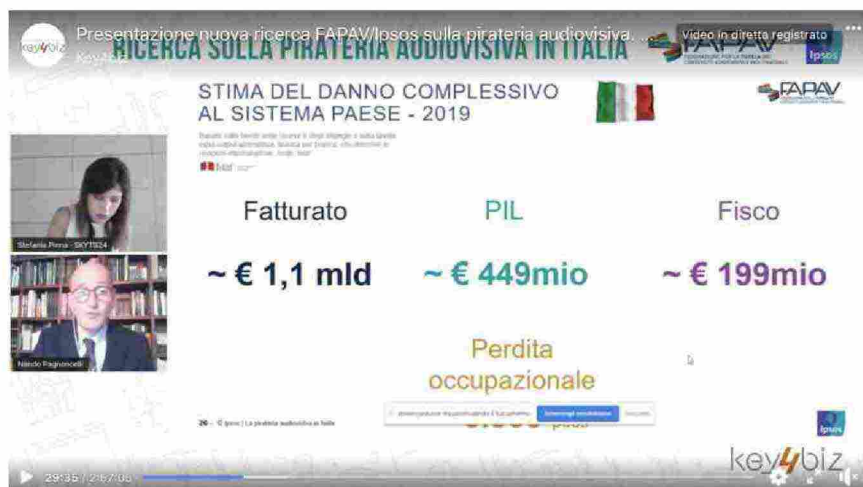 Presentazione nuova ricerca FAPAV/Ipsos sulla pirateria audiovisiva. ...
Video in diretta registrato
key4biz
Key4biz
RICERCA SULLA PIRATERIA AUDIOVISIVA IN ITALIA
FAPAV
Ipsos
STIMA DEL DANNO COMPLESSIVO
AL SISTEMA PAESE - 2019
FAPAV
Fatturato
PIL
Fisco
~ € 1,1 mld
~ € 449mio
~ € 199mio
Stefania Pinna - SKYTG24
Nando Pagnoncelli
Perdita
occupazionale
26 - © Ipsos | La pirateria audiovisiva in Italia
Ipsos
key4biz
29:35 / 2:57:05